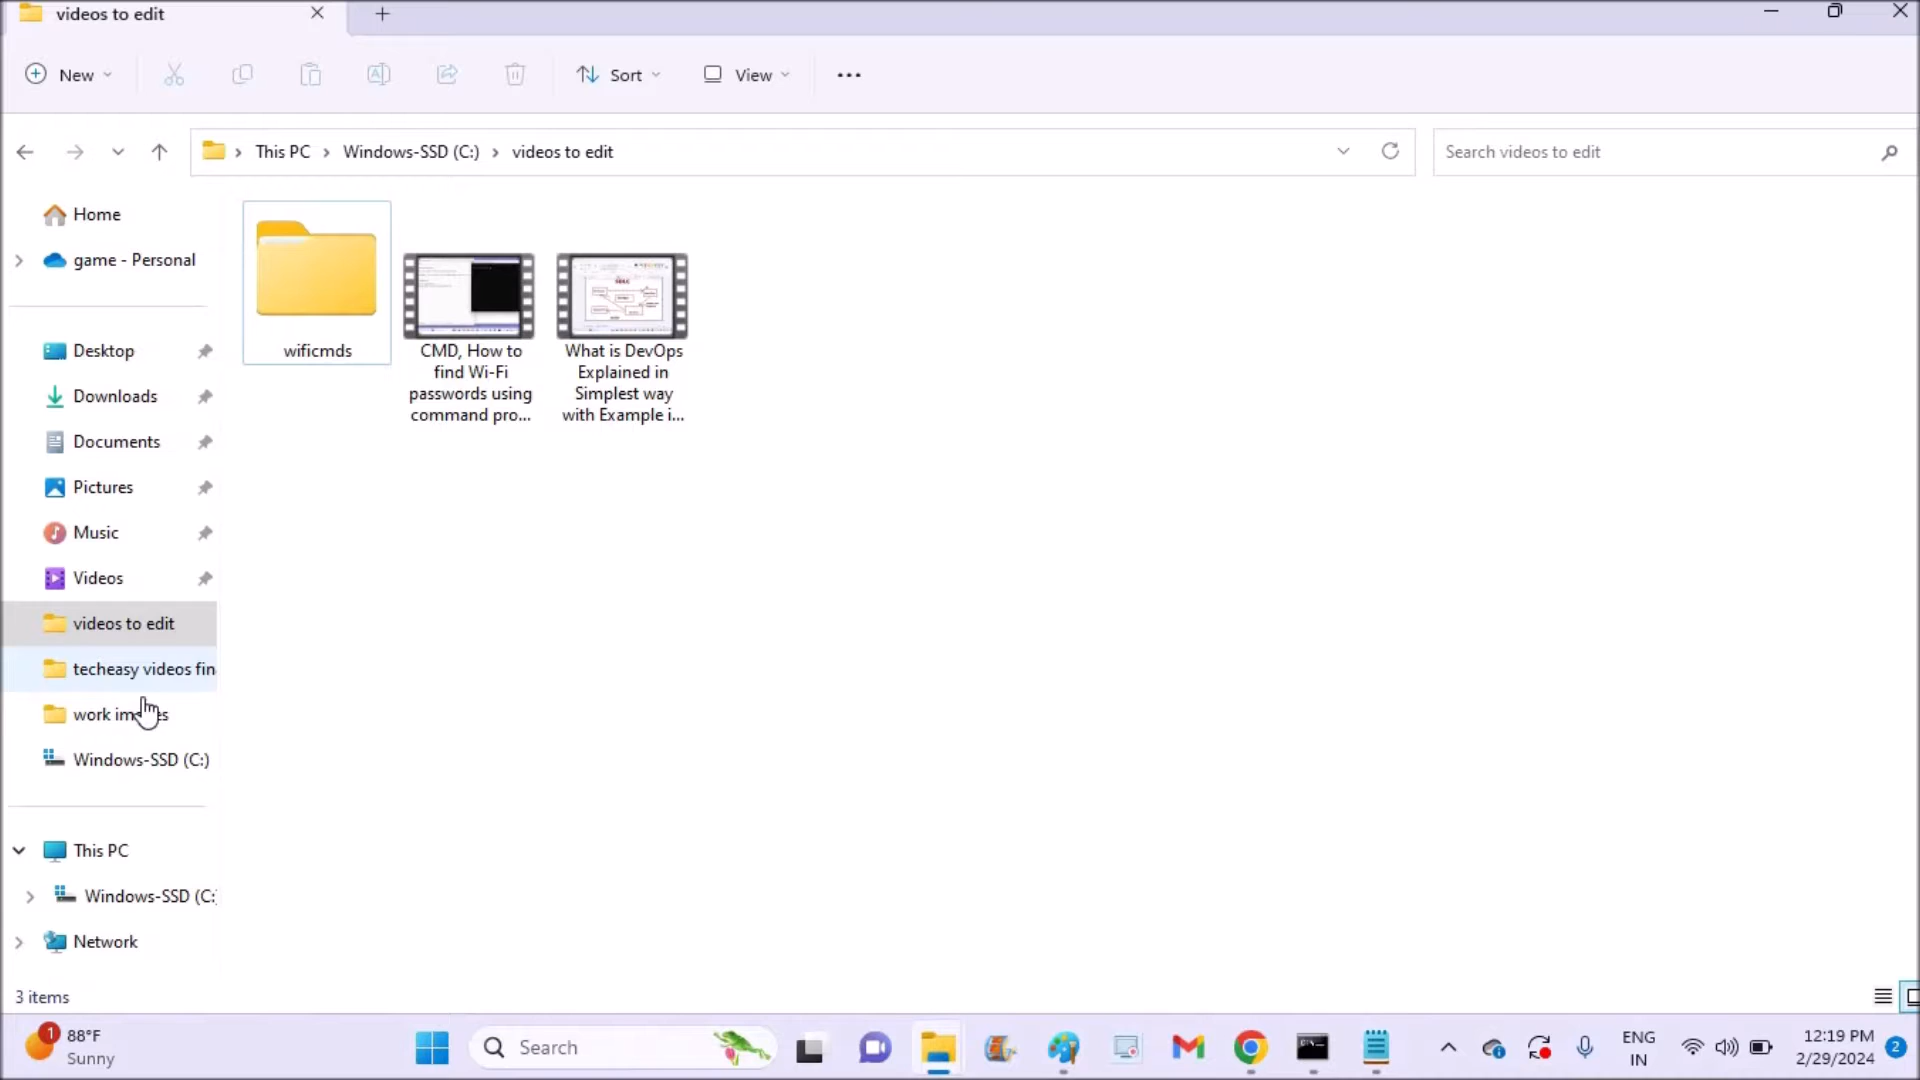 videos to edit
New
Sort
View
This PC
Windows-SSD (C:)
videos to edit
Search videos to edit
Home
game - Personal
Desktop
Downloads
Documents
Pictures
Music
Videos
videos to edit
techeasy videos fin
work
Windows-SSD (C:)
This PC
Windows-SSD (C:
Network
wificmds
CMD, How to
find Wi-Fi
passwords using
command pro...
What is DevOps
Explained in
Simplest way
with Example i...
3 items
1
88°F
Sunny
Search
ENG
IN
12:19 PM
2/29/2024
2